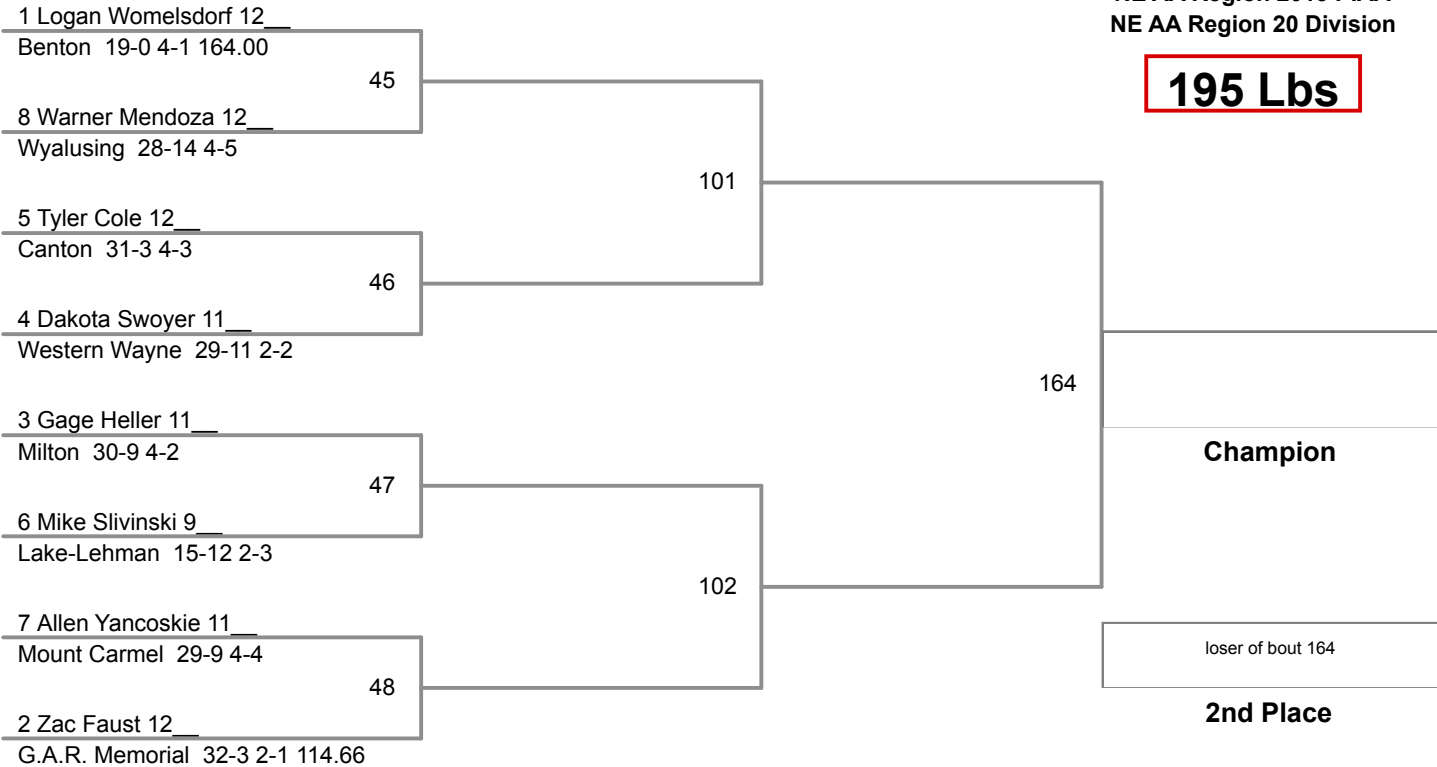 NE AA Region 20 Division
195 Lbs
1 Logan Womelsdorf 12__
Benton 19-0 4-1 164.00
45
8 Warner Mendoza 12__
Wyalusing 28-14 4-5
101
5 Tyler Cole 12__
Canton 31-3 4-3
46
4 Dakota Swoyer 11__
Western Wayne 29-11 2-2
164
3 Gage Heller 11__
Milton 30-9 4-2
Champion
47
6 Mike Slivinski 9__
Lake-Lehman 15-12 2-3
102
7 Allen Yancoskie 11__
Mount Carmel 29-9 4-4
loser of bout 164
48
2 Zac Faust 12__
2nd Place
G.A.R. Memorial 32-3 2-1 114.66